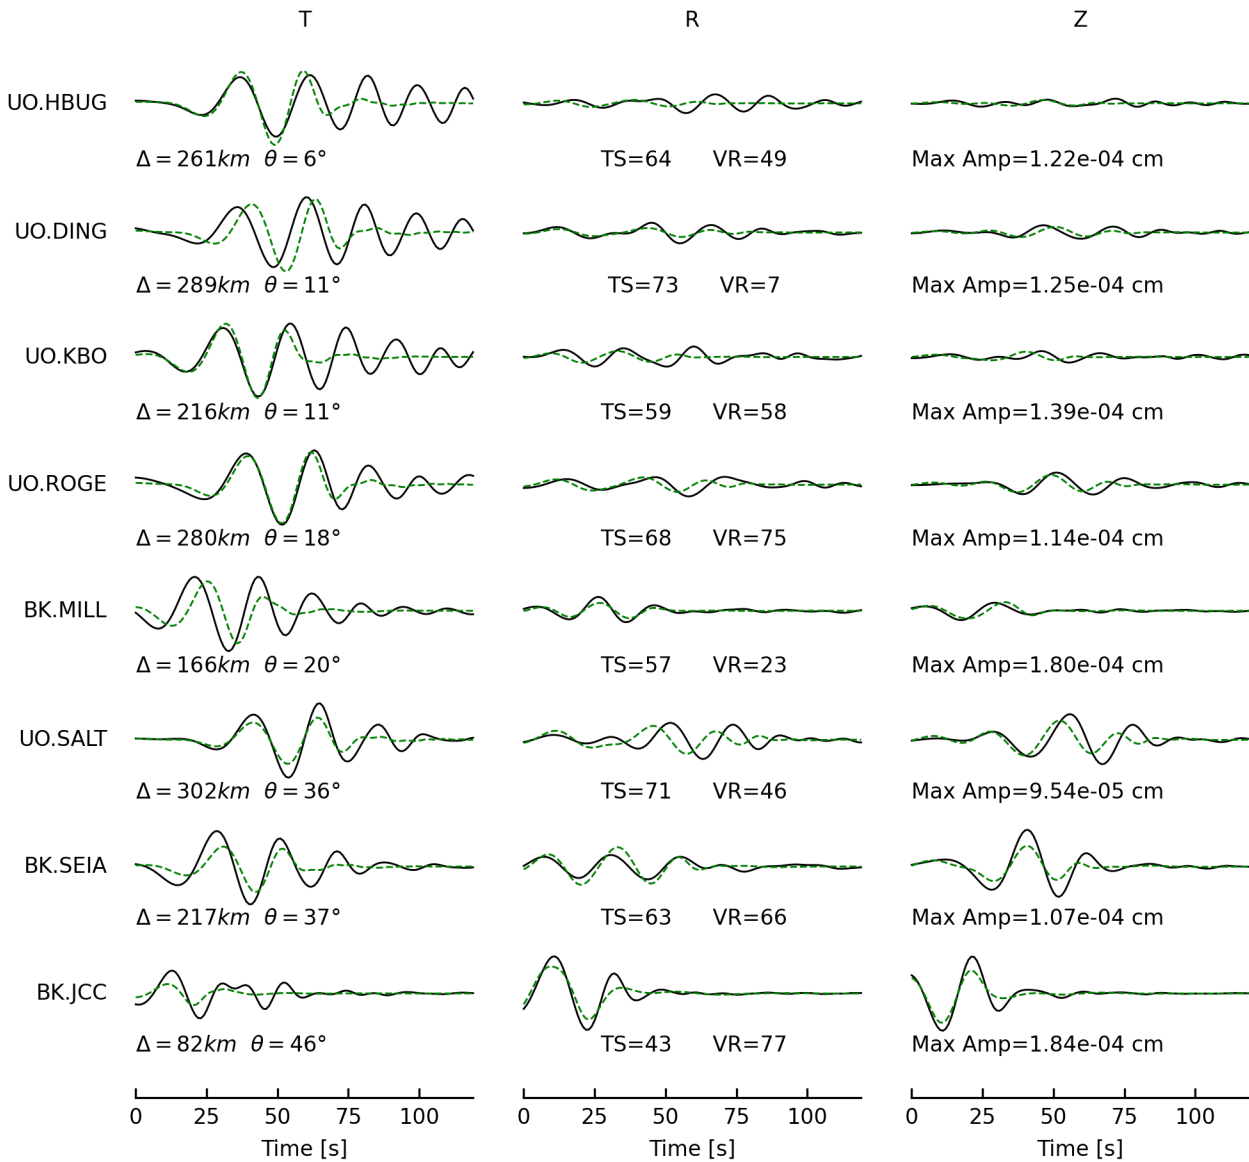 T R Z
UO.HBUG
Δ = 261km θ = 6° TS=64 VR=49 Max Amp=1.22e-04 cm
UO.DING
Δ = 289km θ = 11° TS=73 VR=7 Max Amp=1.25e-04 cm
UO.KBO
Δ = 216km θ = 11° TS=59 VR=58 Max Amp=1.39e-04 cm
UO.ROGE
Δ = 280km θ = 18° TS=68 VR=75 Max Amp=1.14e-04 cm
BK.MILL
Δ = 166km θ = 20° TS=57 VR=23 Max Amp=1.80e-04 cm
UO.SALT
Δ = 302km θ = 36° TS=71 VR=46 Max Amp=9.54e-05 cm
BK.SEIA
Δ = 217km θ = 37° TS=63 VR=66 Max Amp=1.07e-04 cm
BK.JCC
Δ = 82km θ = 46° TS=43 VR=77 Max Amp=1.84e-04 cm
0 25 50 75 100 0 25 50 75 100 0 25 50 75 100
Time [s] Time [s] Time [s]